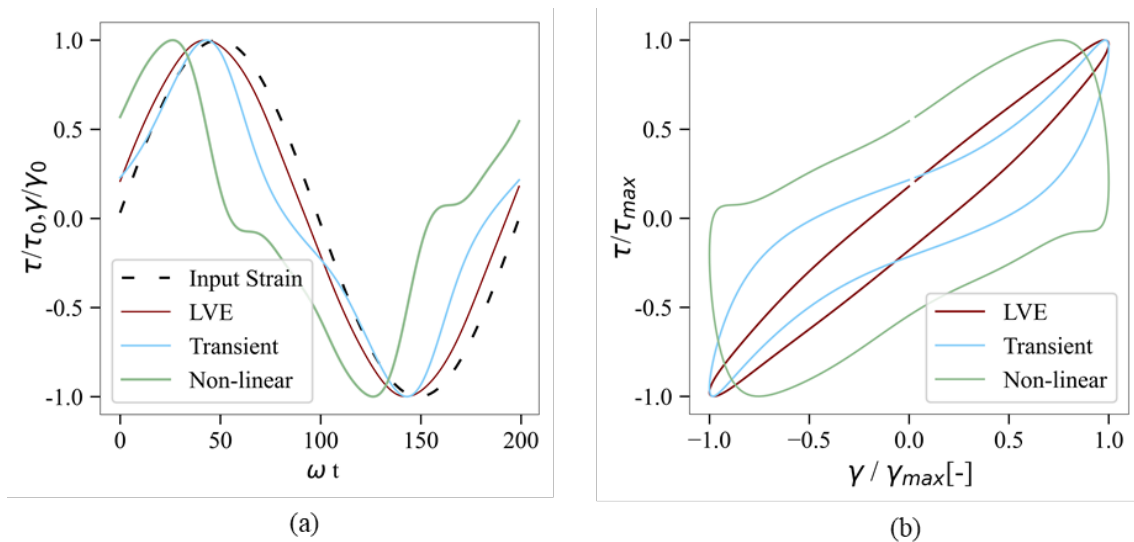 1.0
0.5
0.0
-0.5
-1.0
τ/τ0,γ/γ0
Input Strain
LVE
Transient
Non-linear
0 50 100 150 200
ω t
(a)
1.0
0.5
0.0
-0.5
-1.0
τ/τmax
LVE
Transient
Non-linear
−1.0 −0.5 0.0 0.5 1.0
γ / γmax[-]
(b)